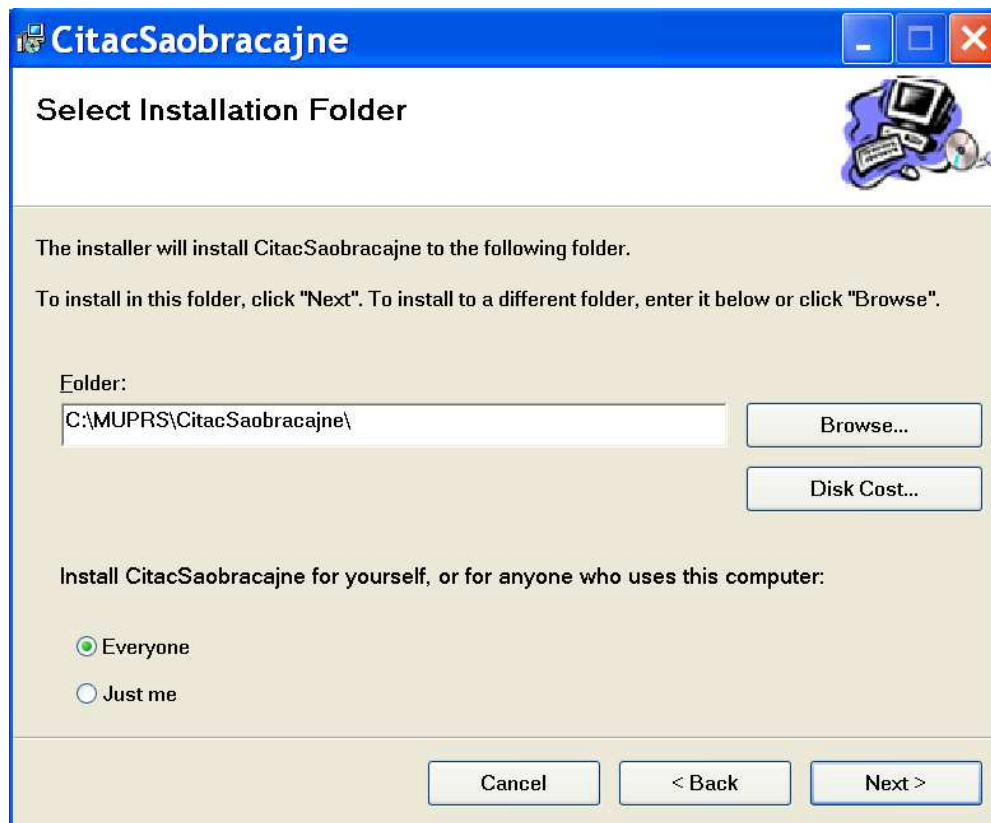 CitacSaobracajne
Select Installation Folder
The installer will install CitacSaobracajne to the following folder.
To install in this folder, click "Next". To install to a different folder, enter it below or click "Browse".
Folder:
C:\MUPRS\CitacSaobracajne\
Browse...
Disk Cost...
Install CitacSaobracajne for yourself, or for anyone who uses this computer:
Everyone
Just me
Cancel
< Back
Next >